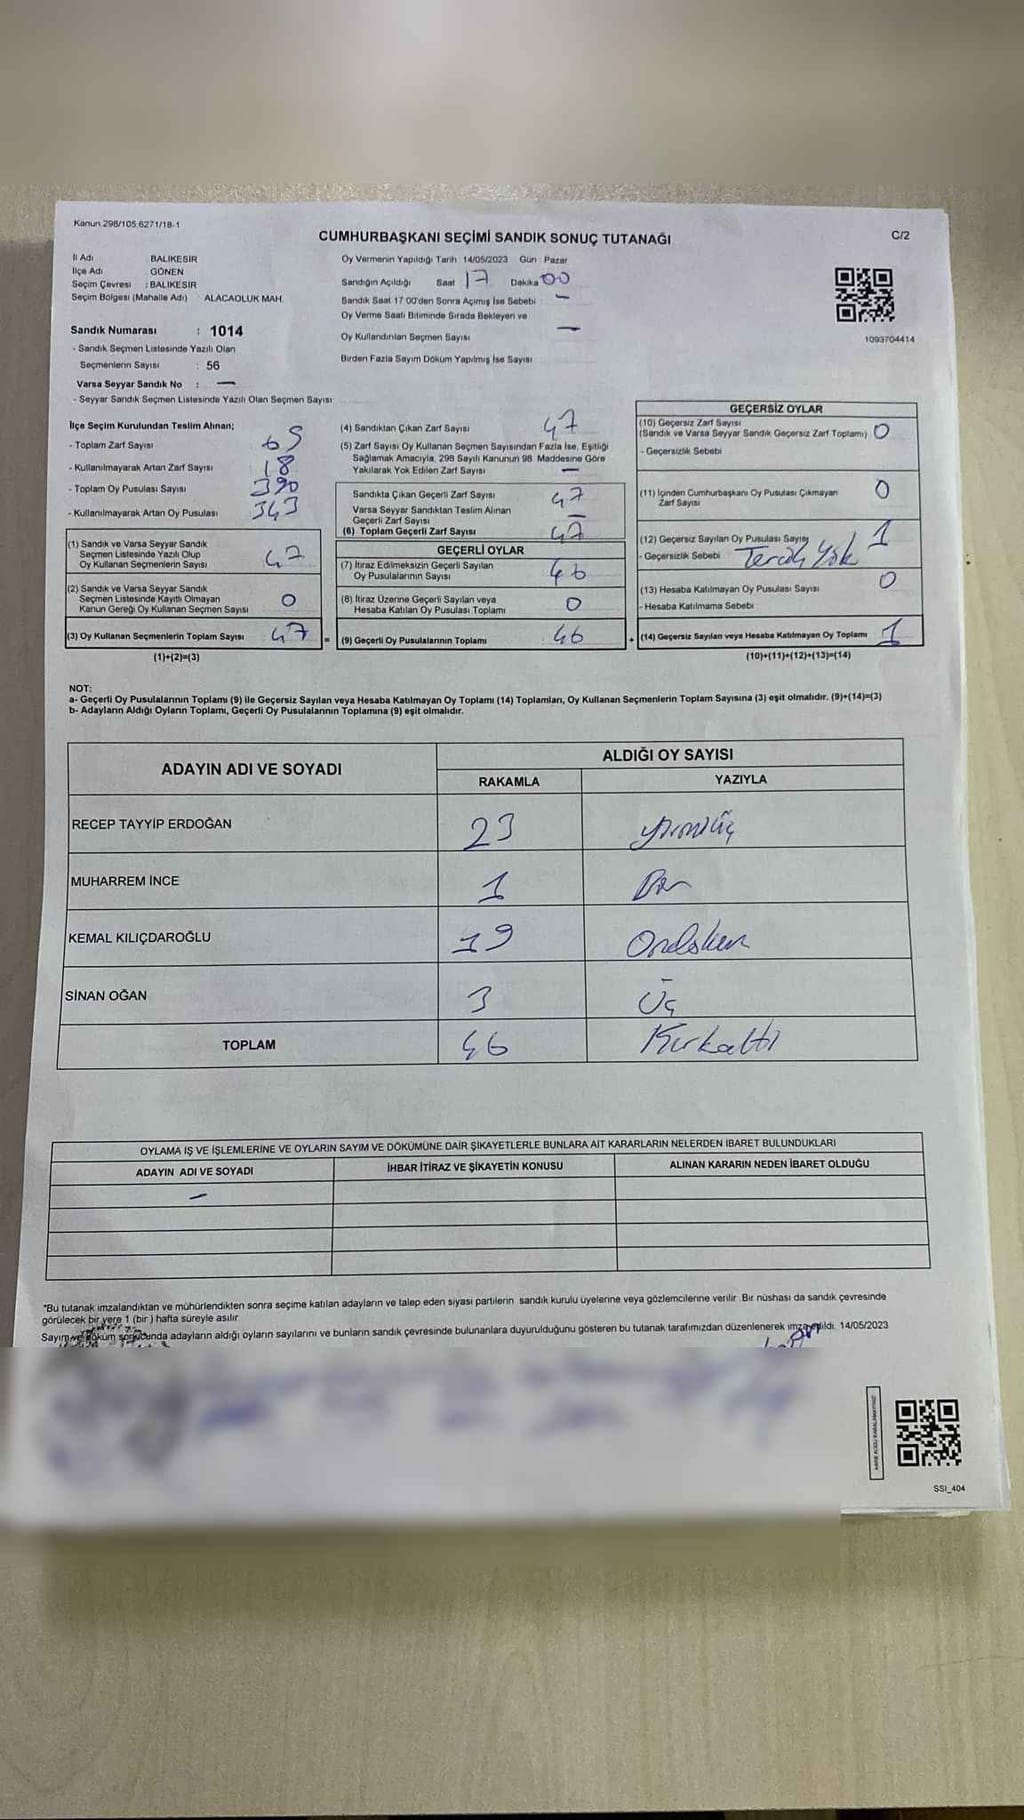 Kanun 298/105,6271/18-1
CUMHURBAŞKANI SEÇİMİ SANDIK SONUÇ TUTANAĞI
C/2
İl Adı BALIKESİR
İlçe Adı : GÖNEN
Seçim Çevresi : BALIKESİR
Seçim Bölgesi (Mahalle Adı) ALACAOLUK MAH.
Sandık Numarası : 1014
- Sandık Seçmen Listesinde Yazılı Olan
Seçmenlerin Sayısı : 56
Varsa Seyyar Sandık No : —
- Seyyar Sandık Seçmen Listesinde Yazılı Olan Seçmen Sayısı
Oy Vermenin Yapıldığı Tarih 14/05/2023 Gün : Pazar
Sandığın Açıldığı Saat 17 Dakika 00
Sandık Saat 17.00'den Sonra Açımış İse Sebebi —
Oy Verme Saati Bitiminde Sırada Bekleyen ve
Oy Kullandırılan Seçmen Sayısı —
Birden Fazla Sayım Döküm Yapılmış İse Sayısı
1093704414
İlçe Seçim Kurulundan Teslim Alınan;
- Toplam Zarf Sayısı 65
- Kullanılmayarak Artan Zarf Sayısı 18
- Toplam Oy Pusulası Sayısı 390
- Kullanılmayarak Artan Oy Pusulası 343
(1) Sandık ve Varsa Seyyar Sandık
Seçmen Listesinde Yazılı Olup
Oy Kullanan Seçmenlerin Sayısı 47
(2) Sandık ve Varsa Seyyar Sandık
Seçmen Listesinde Kayıtlı Olmayan
Kanun Gereği Oy Kullanan Seçmen Sayısı 0
(3) Oy Kullanan Seçmenlerin Toplam Sayısı 47 =
(1)+(2)=(3)
(4) Sandıktan Çıkan Zarf Sayısı 47
(5) Zarf Sayısı Oy Kullanan Seçmen Sayısından Fazla İse, Eşitliği
Sağlamak Amacıyla, 298 Sayılı Kanunun 98. Maddesine Göre
Yakılarak Yok Edilen Zarf Sayısı —
Sandıkta Çıkan Geçerli Zarf Sayısı 47
Varsa Seyyar Sandıktan Teslim Alınan
Geçerli Zarf Sayısı —
(6) Toplam Geçerli Zarf Sayısı 47
GEÇERLİ OYLAR
(7) İtiraz Edilmeksizin Geçerli Sayılan
Oy Pusulalarının Sayısı 46
(8) İtiraz Üzerine Geçerli Sayılan veya
Hesaba Katılan Oy Pusulası Toplamı 0
(9) Geçerli Oy Pusulalarının Toplamı 46 +
GEÇERSİZ OYLAR
(10) Geçersiz Zarf Sayısı
(Sandık ve Varsa Seyyar Sandık Geçersiz Zarf Toplamı) 0
- Geçersizlik Sebebi
(11) İçinden Cumhurbaşkanı Oy Pusulası Çıkmayan
Zarf Sayısı 0
(12) Geçersiz Sayılan Oy Pusulası Sayısı 1
- Geçersizlik Sebebi Tercih Yok
(13) Hesaba Katılmayan Oy Pusulası Sayısı 0
- Hesaba Katılmama Sebebi
(14) Geçersiz Sayılan veya Hesaba Katılmayan Oy Toplamı 1
(10)+(11)+(12)+(13)=(14)
NOT:
a- Geçerli Oy Pusulalarının Toplamı (9) ile Geçersiz Sayılan veya Hesaba Katılmayan Oy Toplamı (14) Toplamları, Oy Kullanan Seçmenlerin Toplam Sayısına (3) eşit olmalıdır. (9)+(14)=(3)
b- Adayların Aldığı Oyların Toplamı, Geçerli Oy Pusulalarının Toplamına (9) eşit olmalıdır.
ADAYIN ADI VE SOYADI
ALDIĞI OY SAYISI
RAKAMLA YAZIYLA
RECEP TAYYİP ERDOĞAN 23 yirmiüç
MUHARREM İNCE 1 Bir
KEMAL KILIÇDAROĞLU 19 Ondokuz
SİNAN OĞAN 3 Üç
TOPLAM 46 Kırkaltı
OYLAMA İŞ VE İŞLEMLERİNE VE OYLARIN SAYIM VE DÖKÜMÜNE DAİR ŞİKAYETLERLE BUNLARA AİT KARARLARIN NELERDEN İBARET BULUNDUKLARI
ADAYIN ADI VE SOYADI İHBAR İTİRAZ VE ŞİKAYETİN KONUSU ALINAN KARARIN NEDEN İBARET OLDUĞU
—
*Bu tutanak imzalandıktan ve mühürlendikten sonra seçime katılan adayların ve talep eden siyasi partilerin sandık kurulu üyelerine veya gözlemcilerine verilir. Bir nüshası da sandık çevresinde
görülecek bir yere 1 (bir) hafta süreyle asılır.
Sayım ve döküm sonucunda adayların aldığı oyların sayılarını ve bunların sandık çevresinde bulunanlara duyurulduğunu gösteren bu tutanak tarafımızdan düzenlenerek imza edildi. 14/05/2023
SSI_404